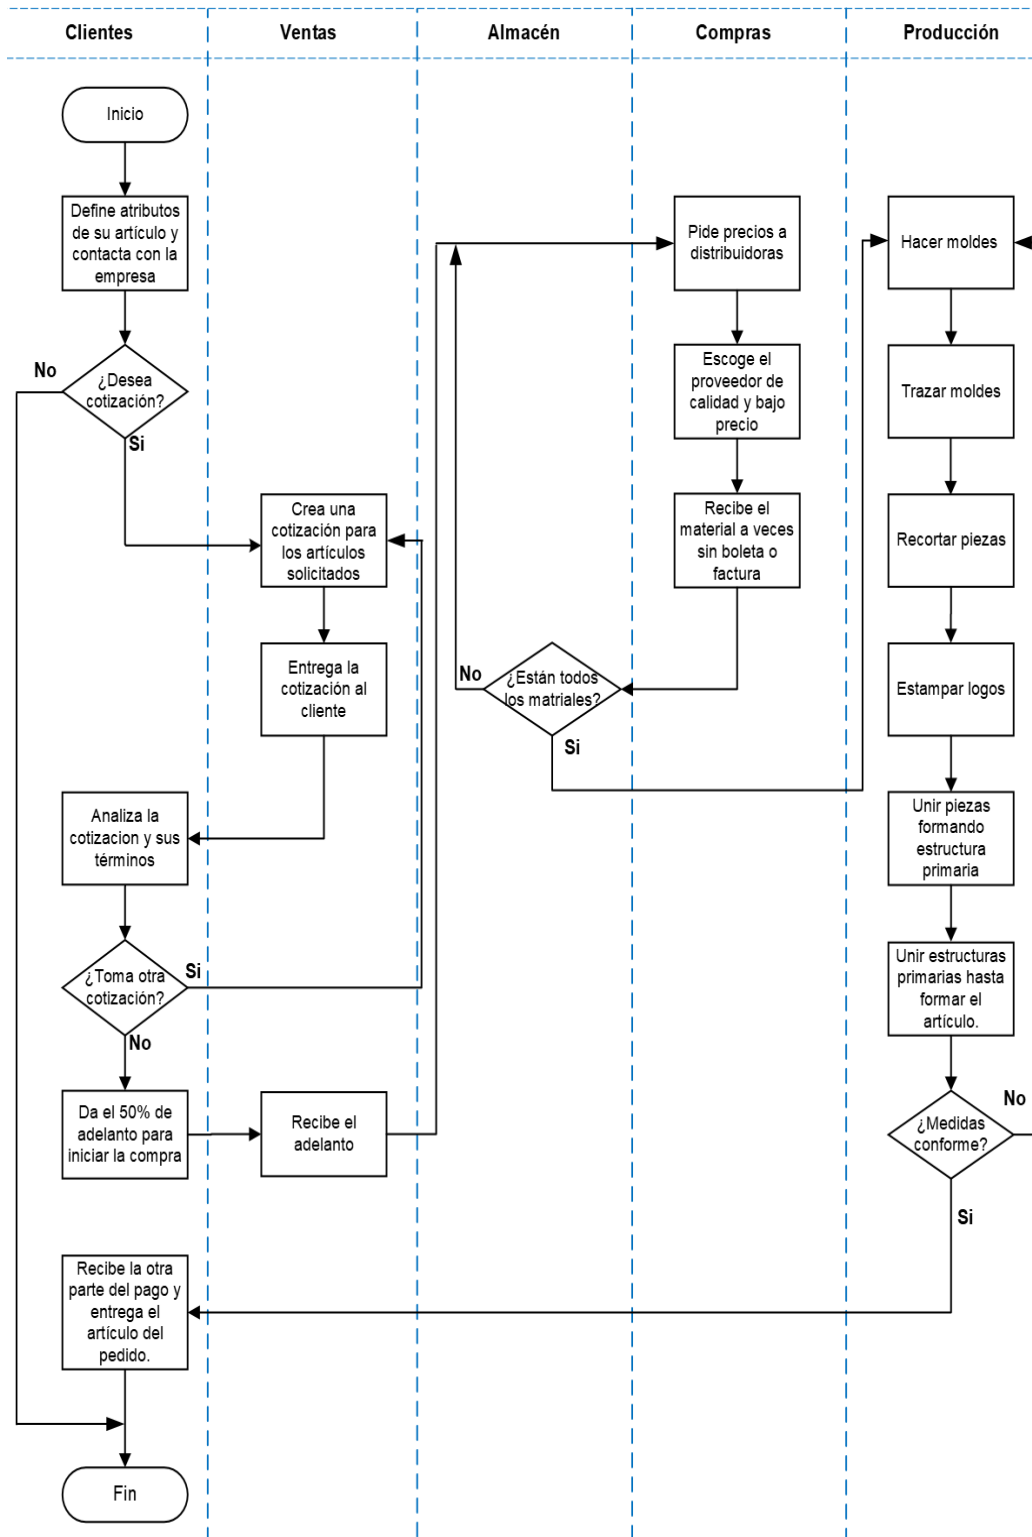 Clientes
Ventas
Almacén
Compras
Producción
Inicio
Define atributos
de su artículo y
contacta con la
empresa
No
¿Desea
cotización?
Si
Crea una
cotización para
los artículos
solicitados
Entrega la
cotización al
cliente
Analiza la
cotizacion y sus
términos
¿Toma otra
cotización?
Si
No
Da el 50% de
adelanto para
iniciar la compra
Recibe el
adelanto
Pide precios a
distribuidoras
Escoge el
proveedor de
calidad y bajo
precio
Recibe el
material a veces
sin boleta o
factura
No
¿Están todos
los matriales?
Si
Hacer moldes
Trazar moldes
Recortar piezas
Estampar logos
Unir piezas
formando
estructura
primaria
Unir estructuras
primarias hasta
formar el
artículo.
No
¿Medidas
conforme?
Si
Recibe la otra
parte del pago y
entrega el
artículo del
pedido.
Fin